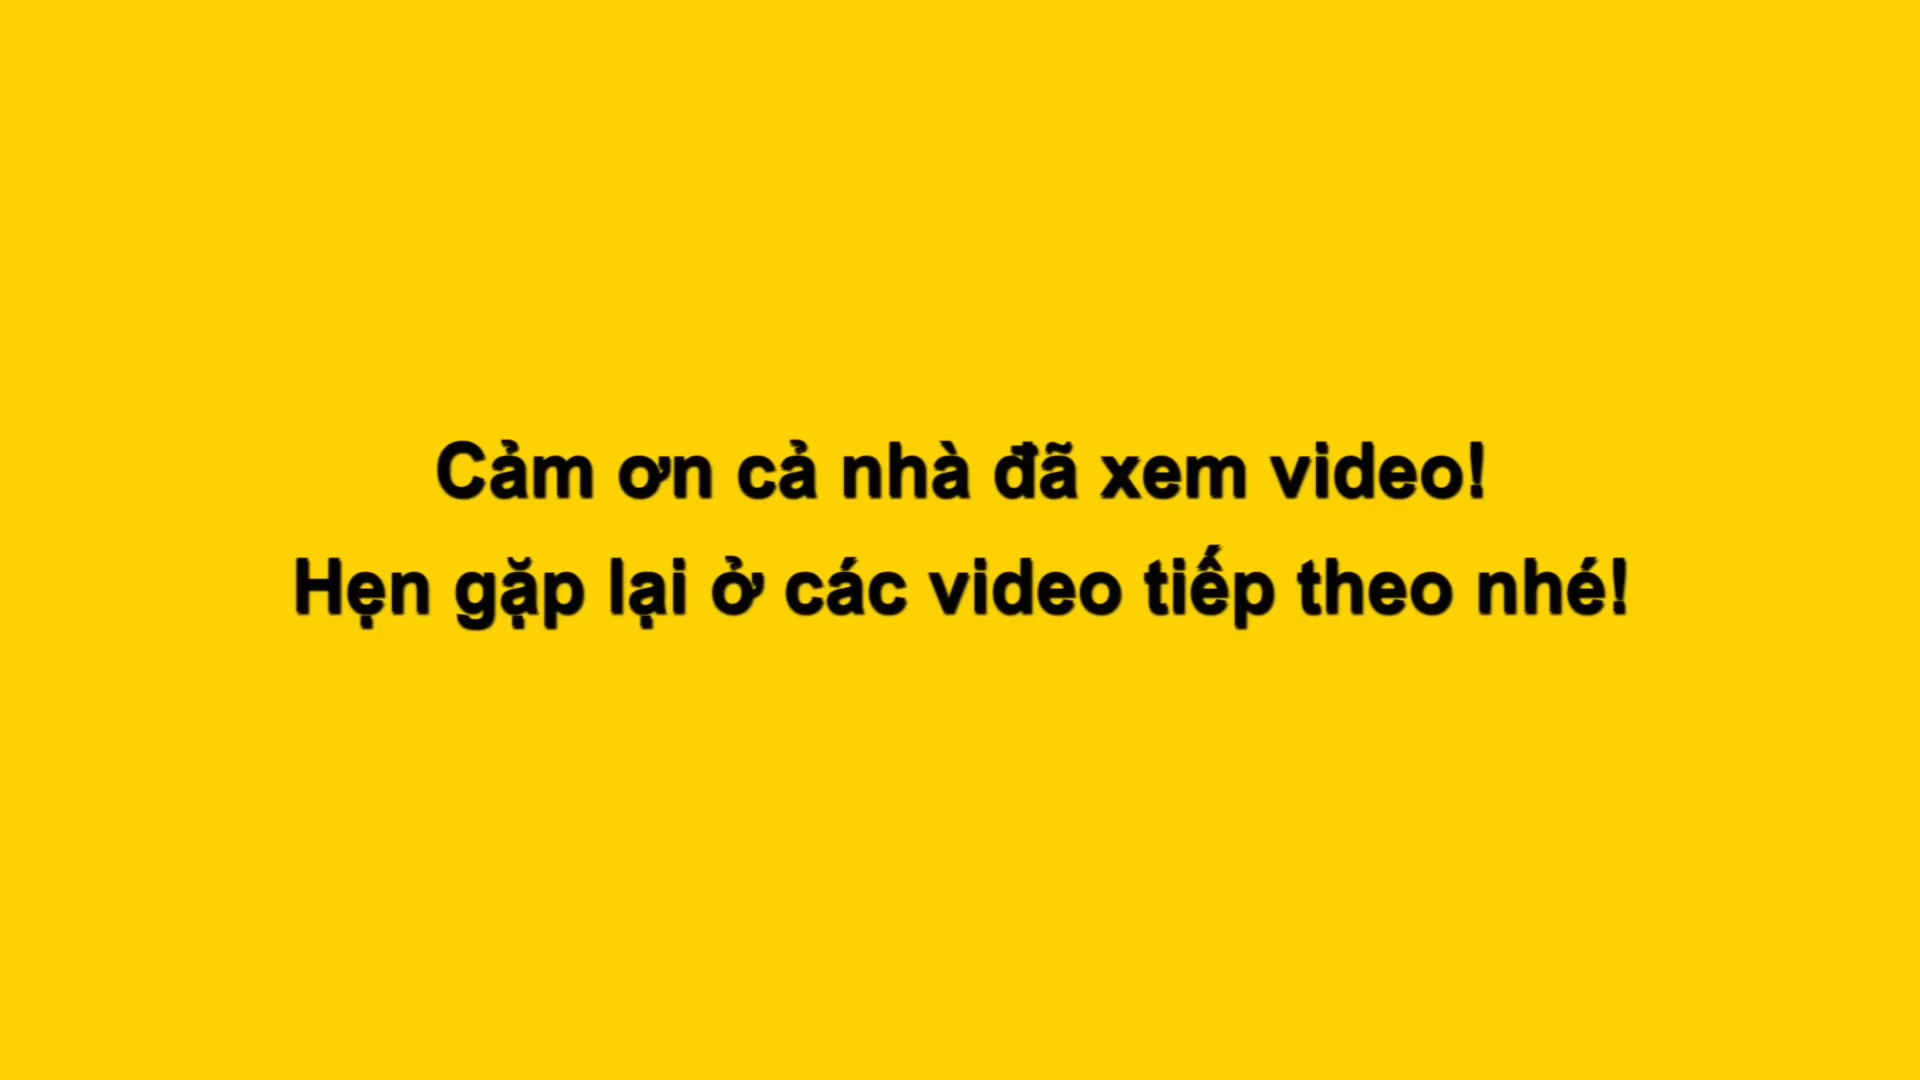 Cảm ơn cả nhà đã xem video!
Hẹn gặp lại ở các video tiếp theo nhé!